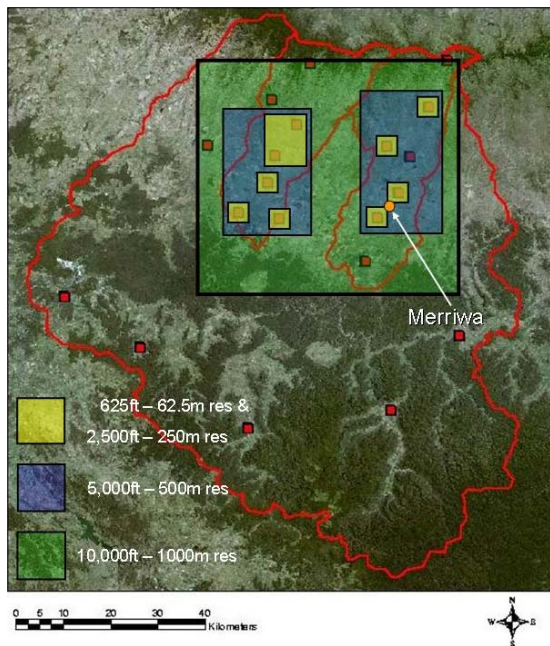 Merriwa
625ft – 62.5m res &
2,500ft – 250m res
5,000ft – 500m res
10,000ft – 1000m res
0 5 10 20 30 40
Kilometers
N
W E
S